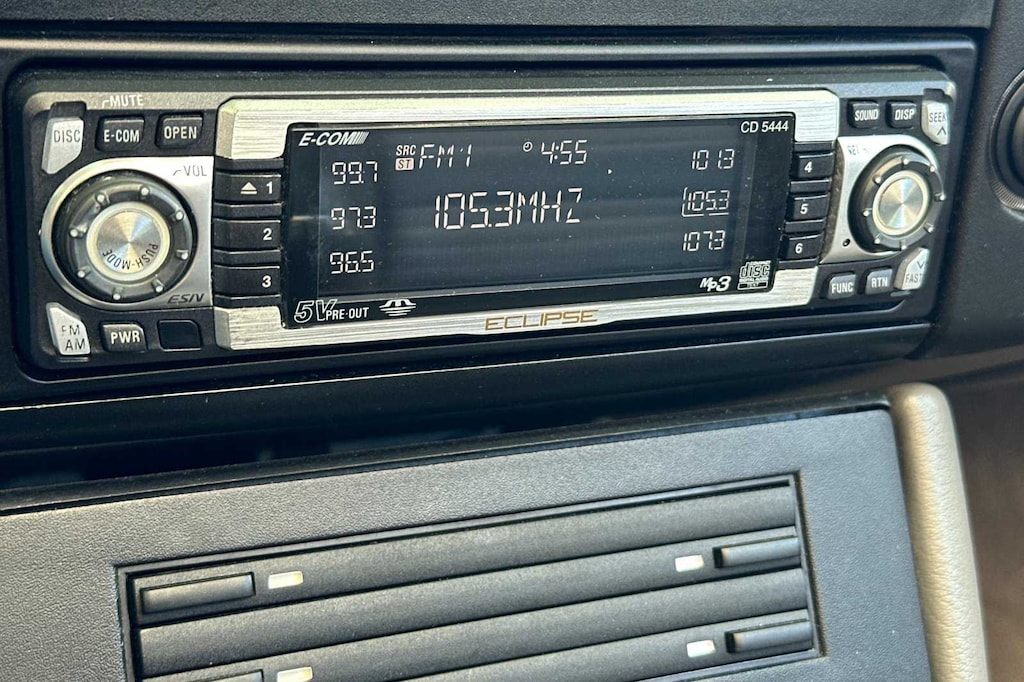 MUTE
DISC E-COM OPEN
VOL
PUSH-MODE
ESN
FM
AM
PWR
1
2
3
E-COM
CD 5444
SRC
ST
FM1
4:55
99.7
97.3
96.5
105.3MHZ
101.3
105.3
107.3
5V PRE-OUT
ECLIPSE
MP3
DISC
TEXT
4
5
6
SOUND DISP SEEK
FUNC RTN FAST